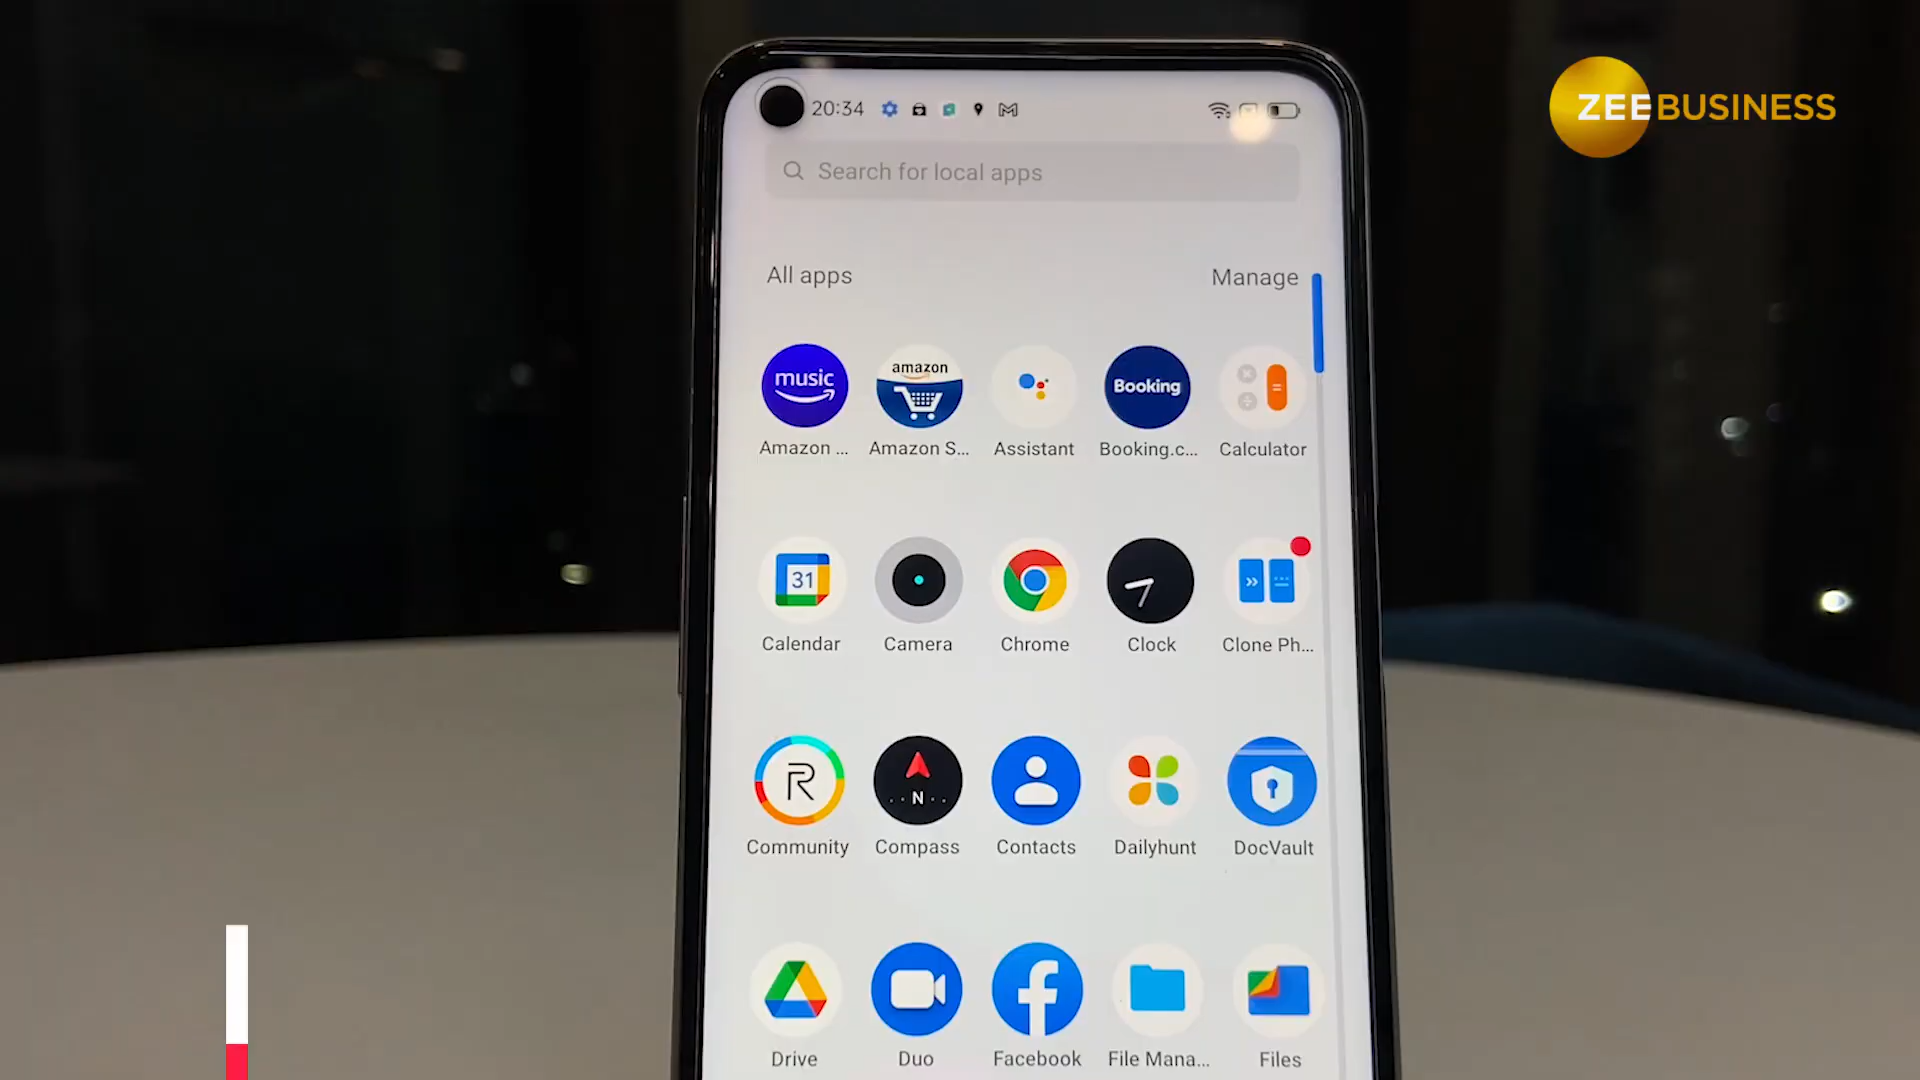 ZEEBUSINESS
20:34
Search for local apps
All apps
Manage
music
amazon
Booking
Amazon ...
Amazon S...
Assistant
Booking.c...
Calculator
31
Calendar
Camera
Chrome
Clock
Clone Ph...
R
N
Community
Compass
Contacts
Dailyhunt
DocVault
Drive
Duo
Facebook
File Mana...
Files